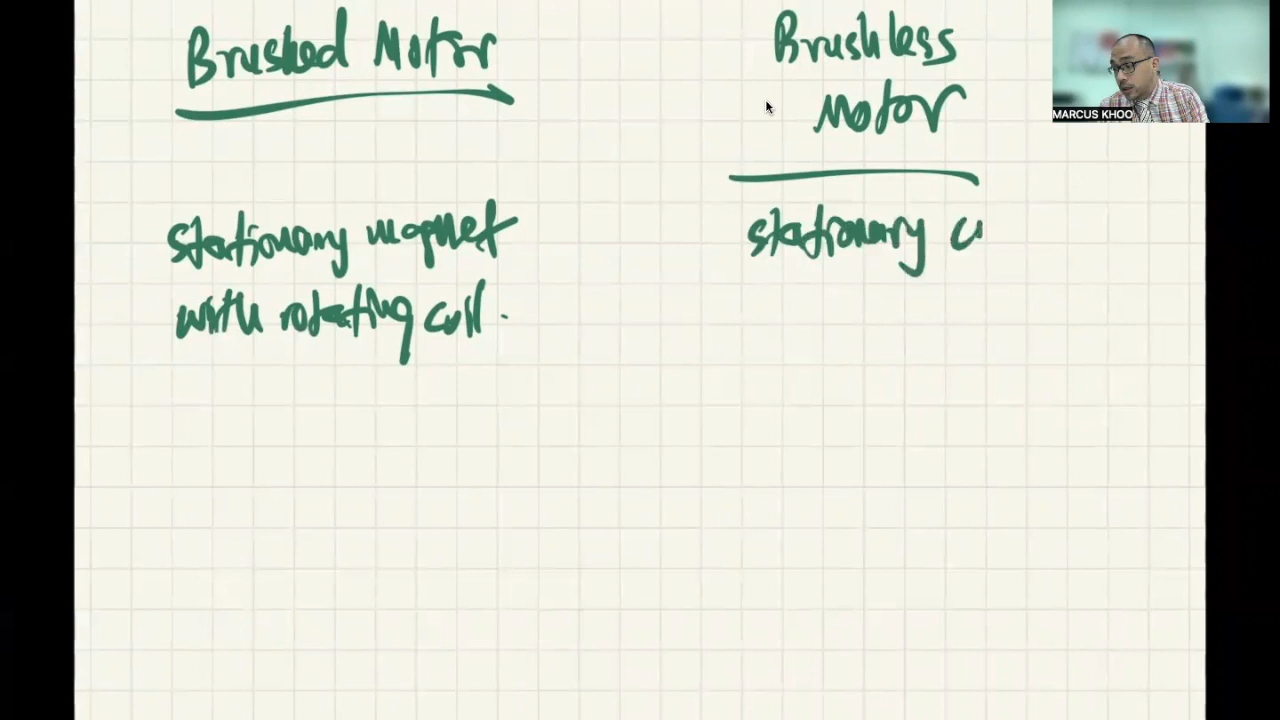 Brushed Motor
stationary magnet
with rotating coil.
Brushless
Motor
stationary c
MARCUS KHOO